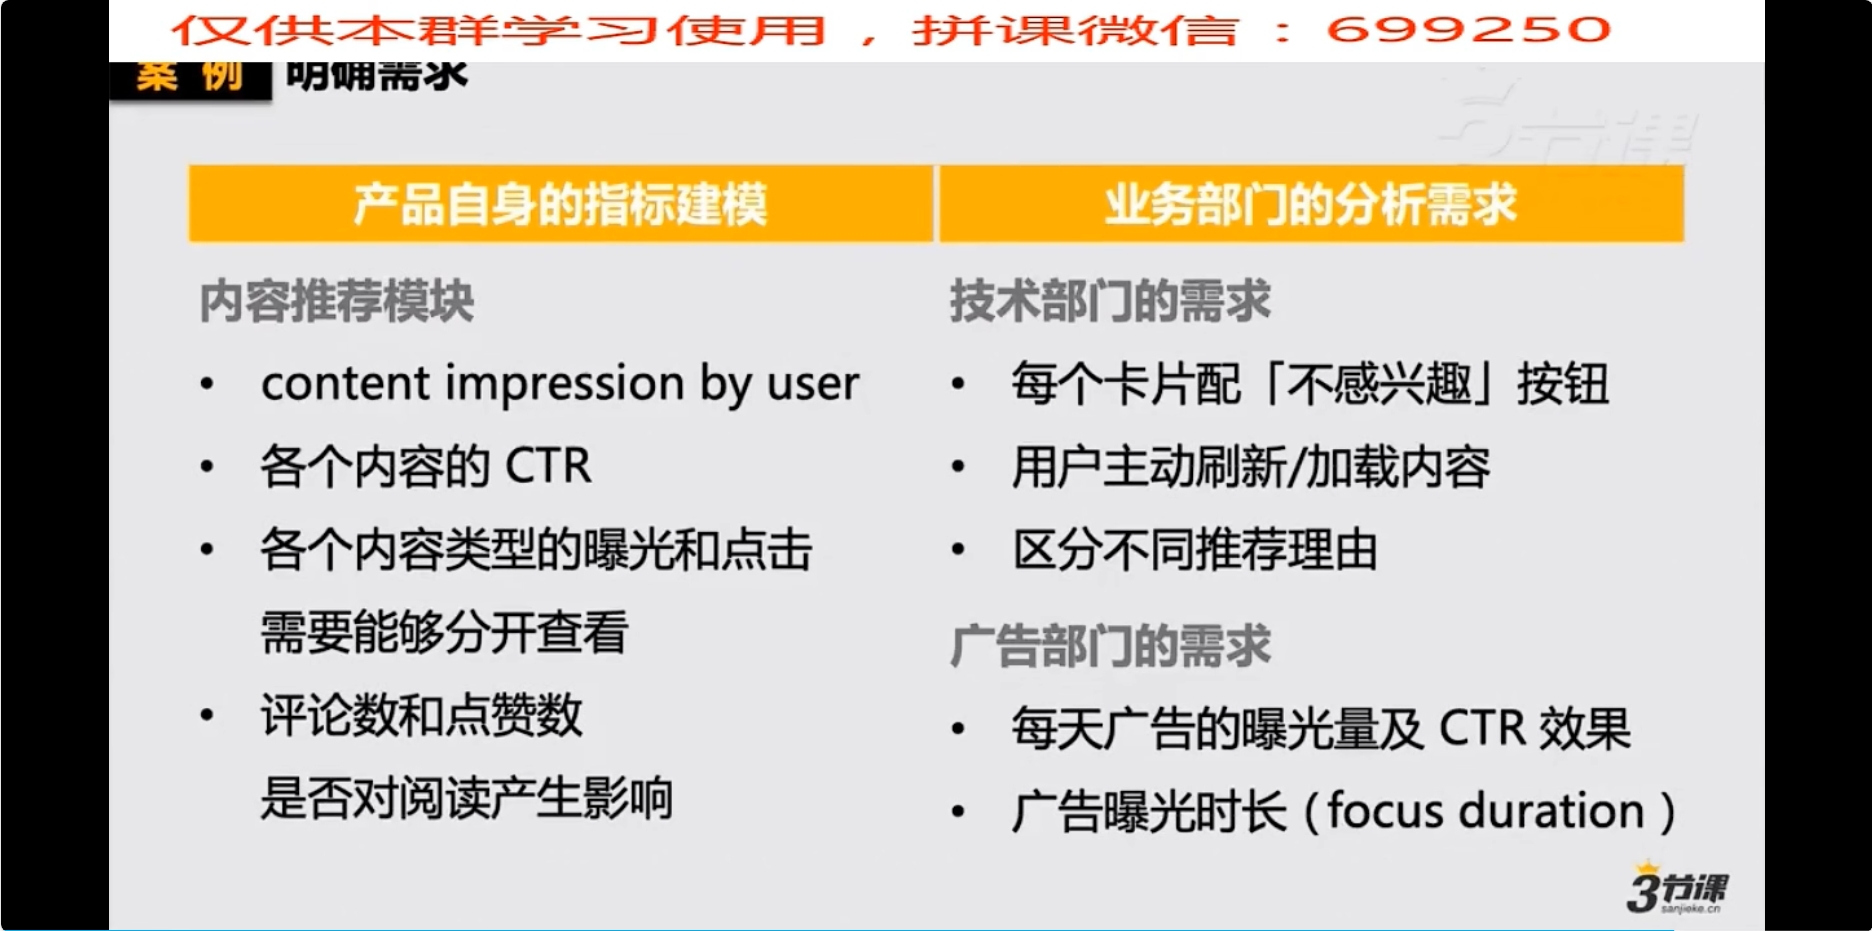 仅供本群学习使用，拼课微信：699250
案 例 明确需求
3节课
产品自身的指标建模
内容推荐模块
• content impression by user
• 各个内容的 CTR
• 各个内容类型的曝光和点击
需要能够分开查看
• 评论数和点赞数
是否对阅读产生影响
业务部门的分析需求
技术部门的需求
• 每个卡片配「不感兴趣」按钮
• 用户主动刷新/加载内容
• 区分不同推荐理由
广告部门的需求
• 每天广告的曝光量及 CTR 效果
• 广告曝光时长（focus duration）
3节课
sanjieke.cn